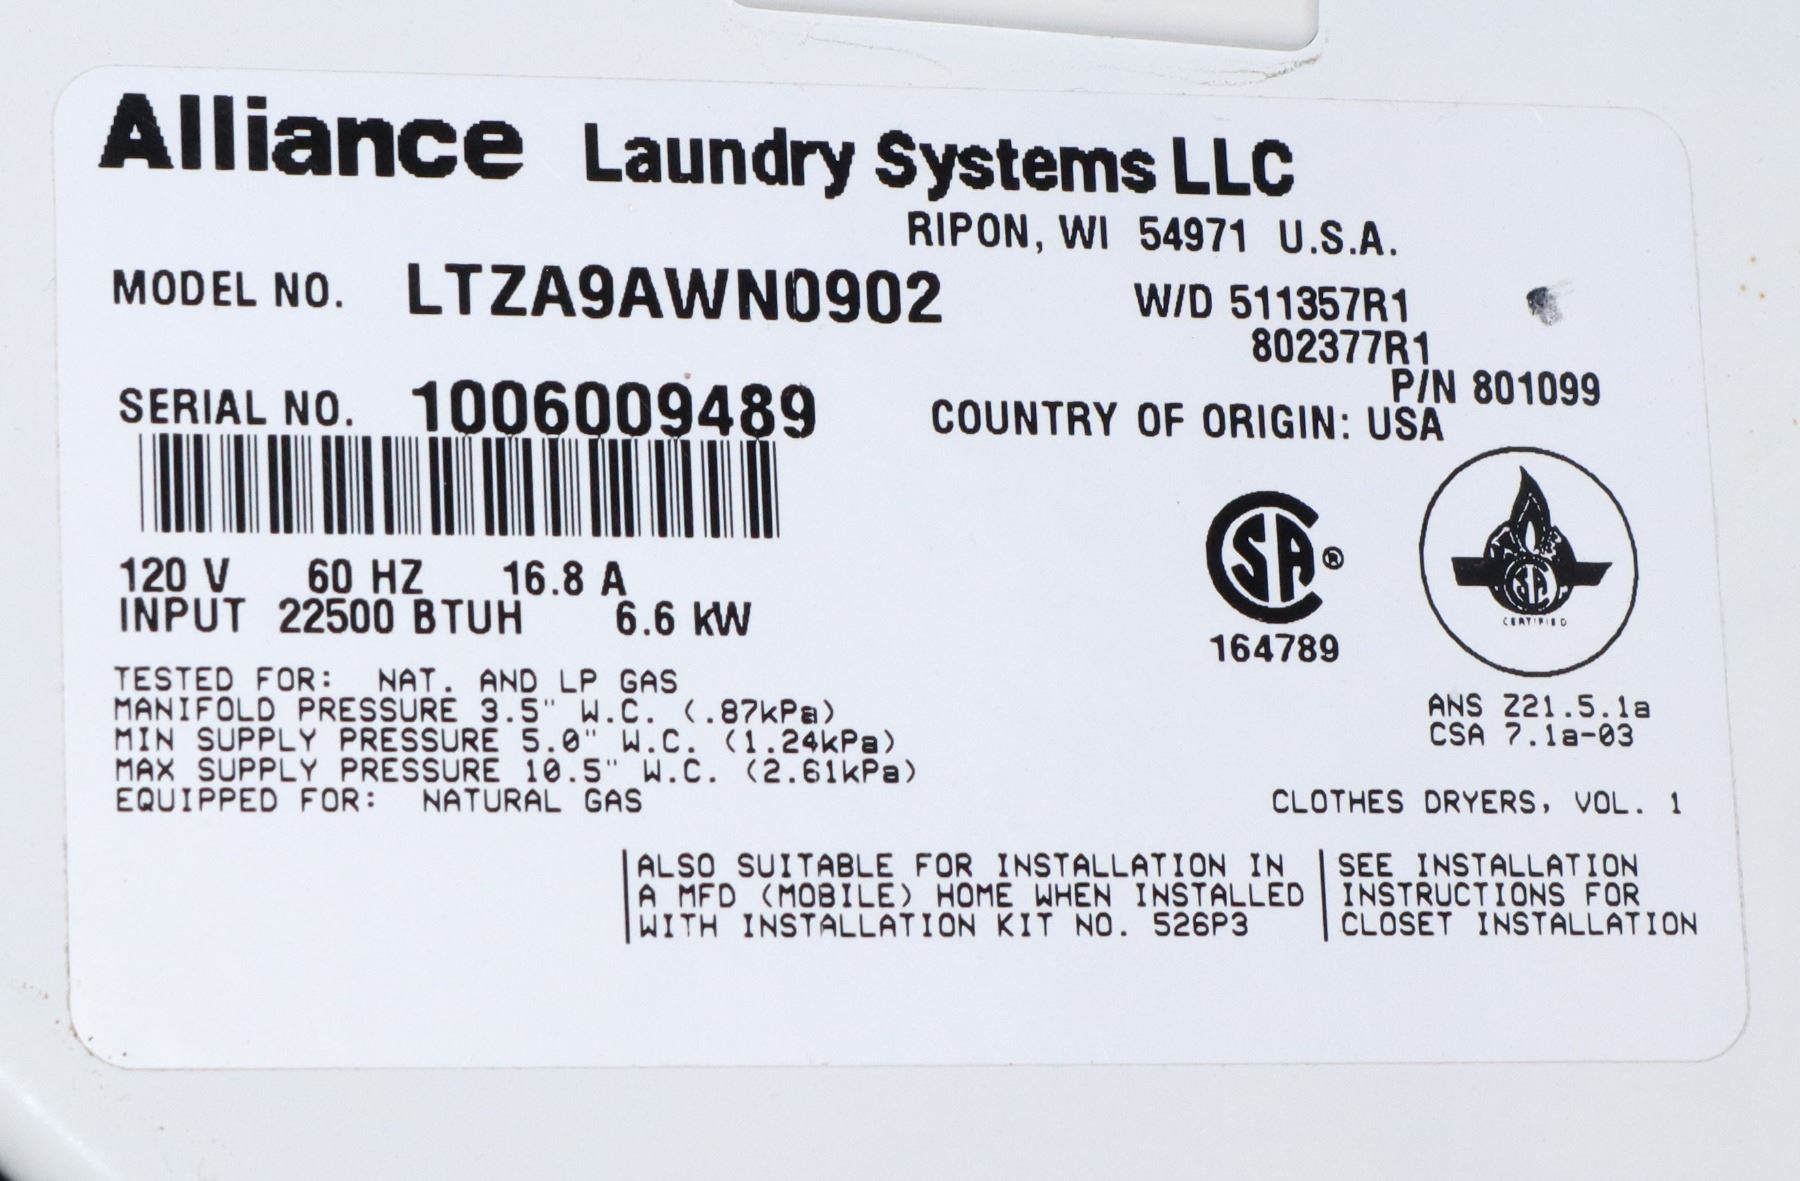 Alliance Laundry Systems LLC
RIPON, WI 54971 U.S.A.
MODEL NO. LTZA9AWN0902
W/D 511357R1
802377R1
P/N 801099
SERIAL NO. 1006009489
COUNTRY OF ORIGIN: USA
120 V 60 HZ 16.8 A
INPUT 22500 BTUH 6.6 kW
SA®
164789
CERTIFIED
TESTED FOR: NAT. AND LP GAS
MANIFOLD PRESSURE 3.5" W.C. (.87kPa)
MIN SUPPLY PRESSURE 5.0" W.C. (1.24kPa)
MAX SUPPLY PRESSURE 10.5" W.C. (2.61kPa)
EQUIPPED FOR: NATURAL GAS
ANS Z21.5.1a
CSA 7.1a-03
CLOTHES DRYERS, VOL. 1
ALSO SUITABLE FOR INSTALLATION IN
A MFD (MOBILE) HOME WHEN INSTALLED
WITH INSTALLATION KIT NO. 526P3
SEE INSTALLATION
INSTRUCTIONS FOR
CLOSET INSTALLATION